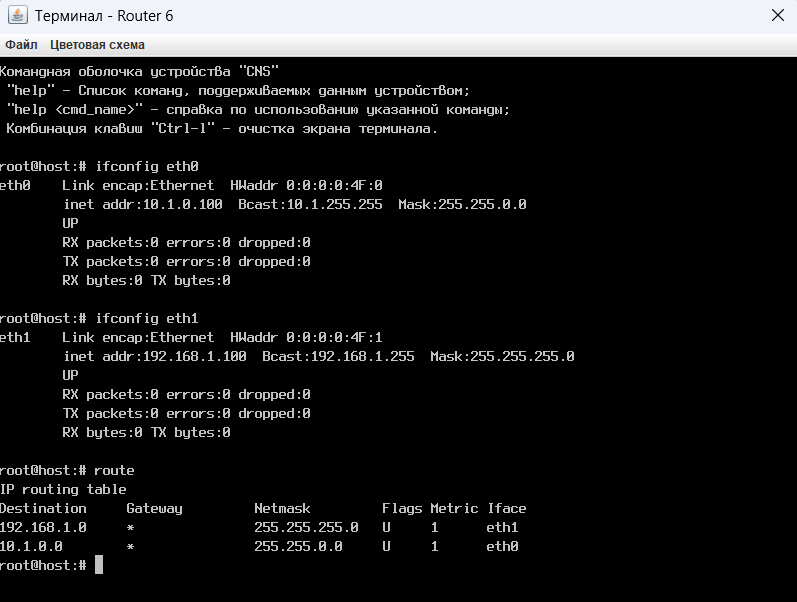 Терминал - Router 6
Файл Цветовая схема
Командная оболочка устройства "CNS"
"help" - Список команд, поддерживаемых данным устройством;
"help <cmd_name>" - справка по использованию указанной команды;
Комбинация клавиш "Ctrl-l" - очистка экрана терминала.
root@host:# ifconfig eth0
eth0 Link encap:Ethernet HWaddr 0:0:0:0:4F:0
inet addr:10.1.0.100 Bcast:10.1.255.255 Mask:255.255.0.0
UP
RX packets:0 errors:0 dropped:0
TX packets:0 errors:0 dropped:0
RX bytes:0 TX bytes:0
root@host:# ifconfig eth1
eth1 Link encap:Ethernet HWaddr 0:0:0:0:4F:1
inet addr:192.168.1.100 Bcast:192.168.1.255 Mask:255.255.255.0
UP
RX packets:0 errors:0 dropped:0
TX packets:0 errors:0 dropped:0
RX bytes:0 TX bytes:0
root@host:# route
IP routing table
Destination Gateway Netmask Flags Metric Iface
192.168.1.0 * 255.255.255.0 U 1 eth1
10.1.0.0 * 255.255.0.0 U 1 eth0
root@host:#